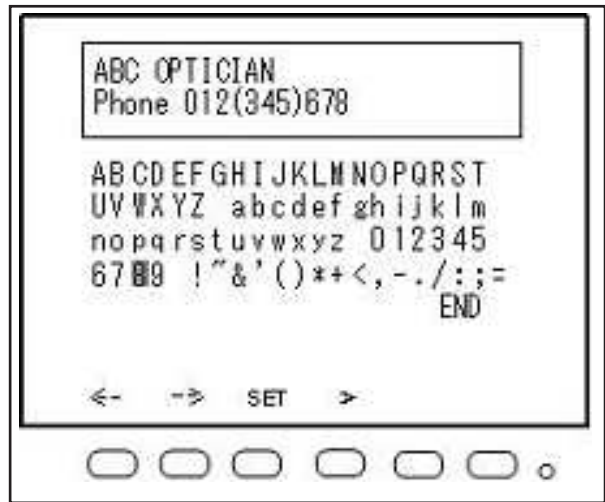 ABC OPTICIAN
Phone 012(345)678
ABCDEFGHIJKLMNOPQRST
UVWXYZ abcdefghijklm
nopqrstuvwxyz 012345
6789 !"&'()*+<,-./:;=
END
<- -> SET >